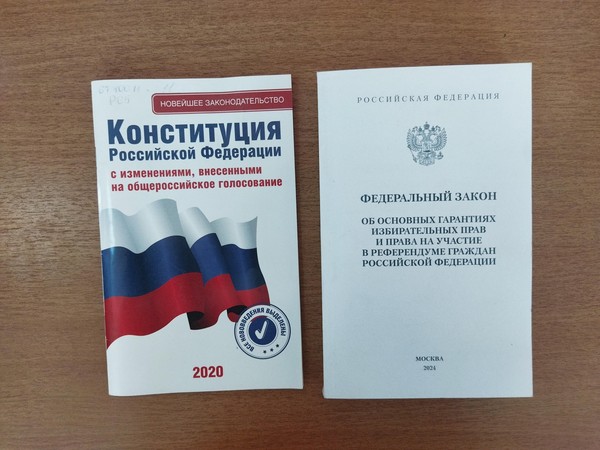 НОВЕЙШЕЕ ЗАКОНОДАТЕЛЬСТВО
Конституция
Российской Федерации
с изменениями, внесенными
на общероссийское голосование
ВСЕ НОВОВВЕДЕНИЯ ВЫДЕЛЕНЫ
2020
РОССИЙСКАЯ ФЕДЕРАЦИЯ
ФЕДЕРАЛЬНЫЙ ЗАКОН
ОБ ОСНОВНЫХ ГАРАНТИЯХ
ИЗБИРАТЕЛЬНЫХ ПРАВ
И ПРАВА НА УЧАСТИЕ
В РЕФЕРЕНДУМЕ ГРАЖДАН
РОССИЙСКОЙ ФЕДЕРАЦИИ
МОСКВА
2024